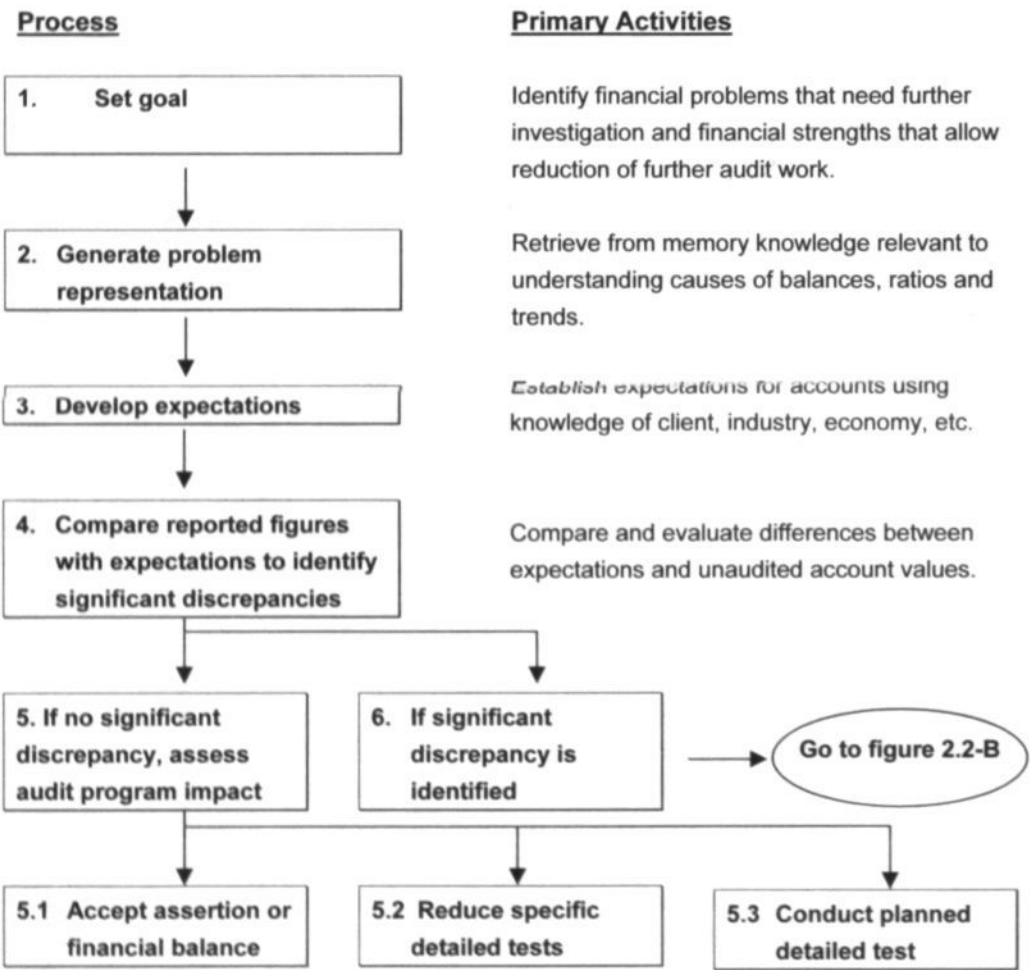 Process
Primary Activities
1. Set goal
Identify financial problems that need further
investigation and financial strengths that allow
reduction of further audit work.
2. Generate problem
representation
Retrieve from memory knowledge relevant to
understanding causes of balances, ratios and
trends.
3. Develop expectations
Establish expectations for accounts using
knowledge of client, industry, economy, etc.
4. Compare reported figures
with expectations to identify
significant discrepancies
Compare and evaluate differences between
expectations and unaudited account values.
5. If no significant
discrepancy, assess
audit program impact
6. If significant
discrepancy is
identified
Go to figure 2.2-B
5.1 Accept assertion or
financial balance
5.2 Reduce specific
detailed tests
5.3 Conduct planned
detailed test